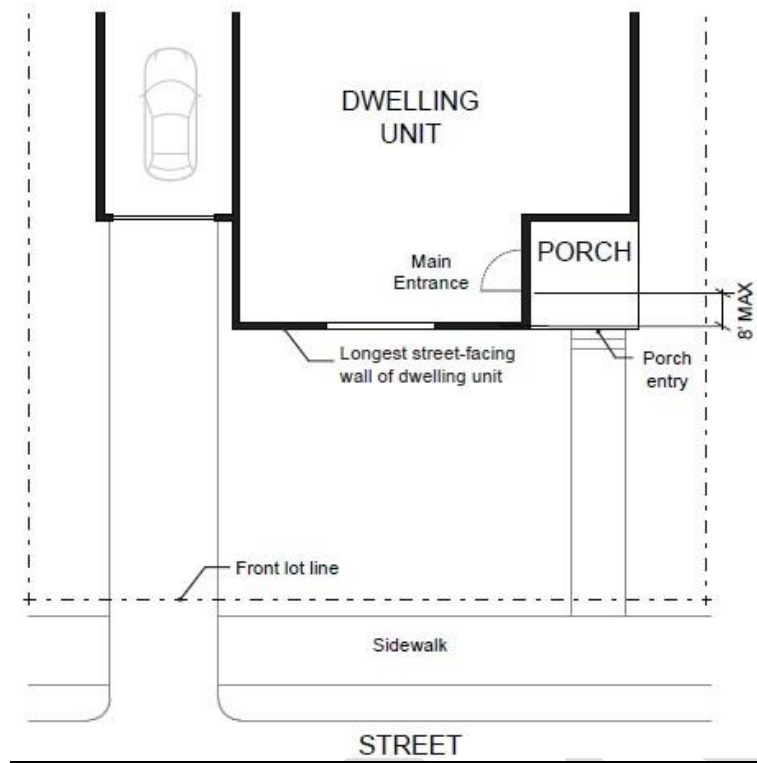 DWELLING
UNIT
Main
Entrance
PORCH
8' MAX
Longest street-facing
wall of dwelling unit
Porch
entry
Front lot line
Sidewalk
STREET